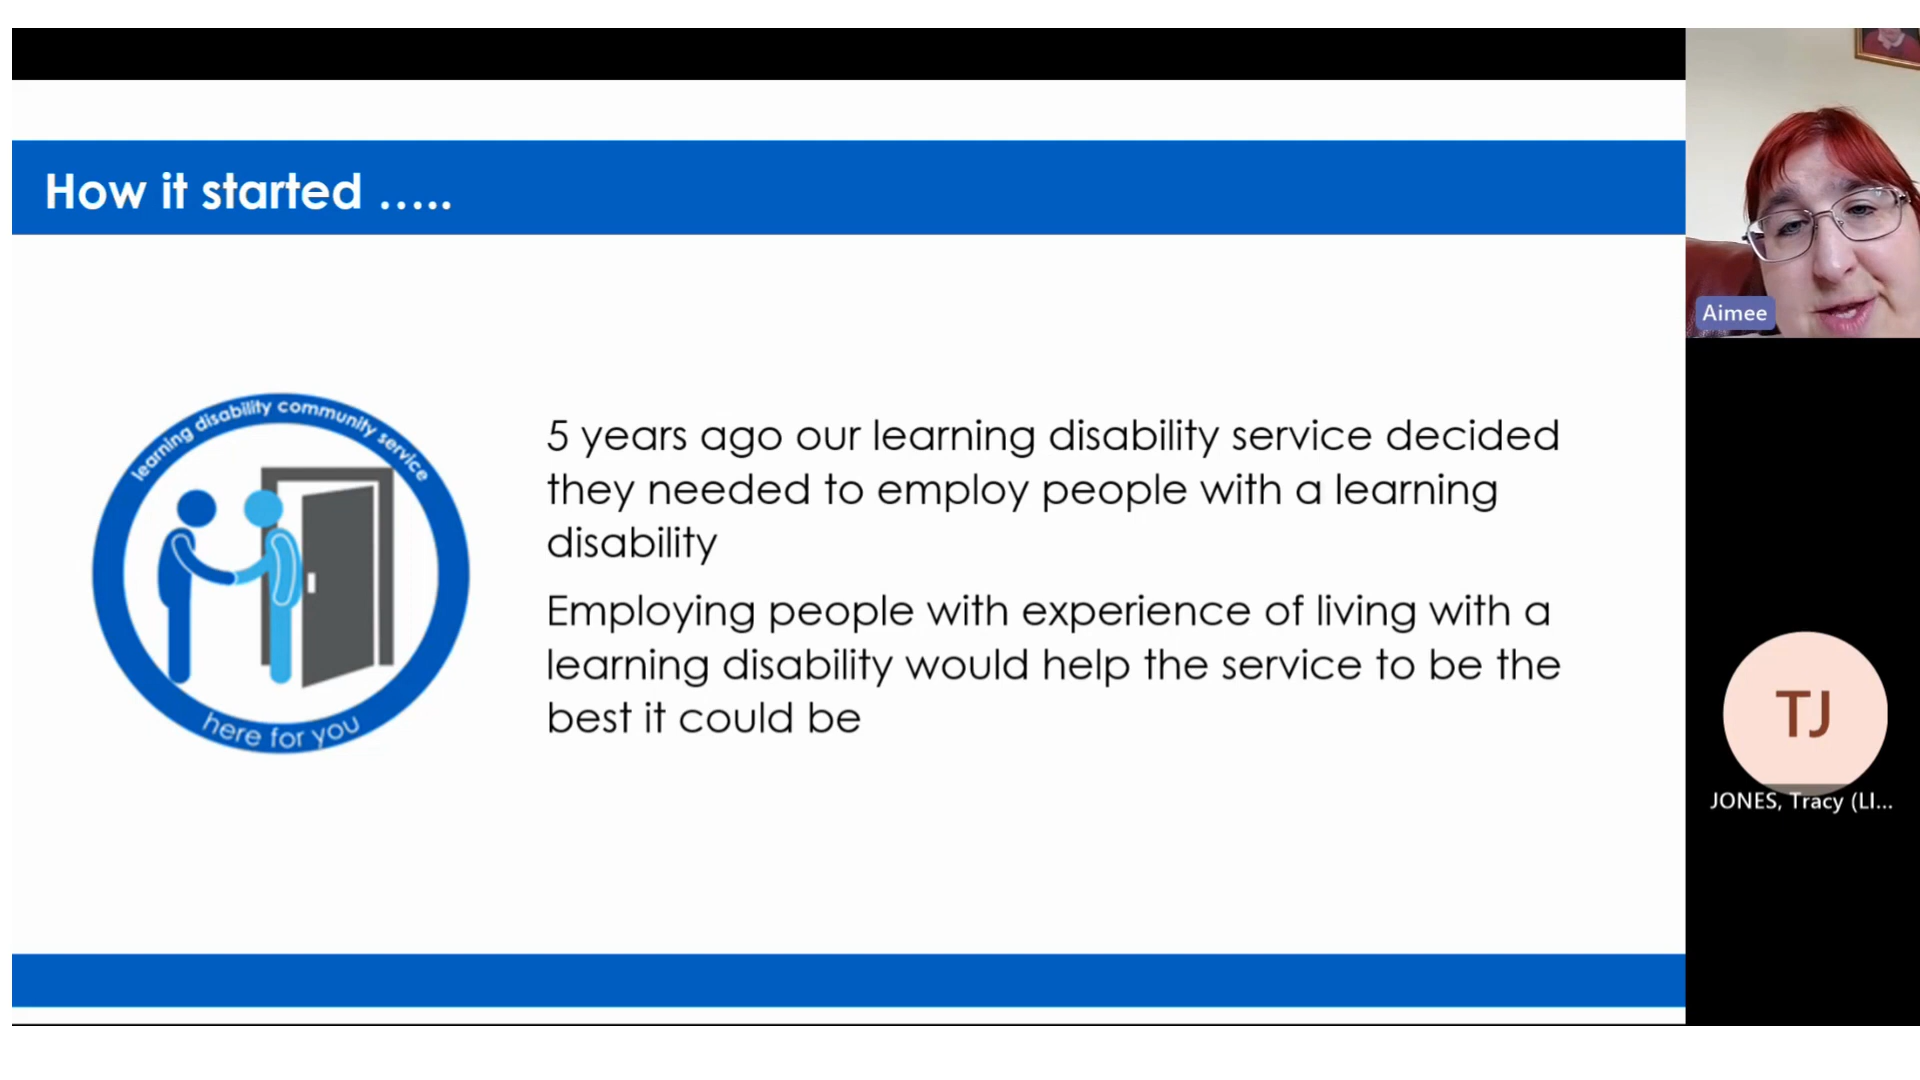 How it started .....
learning disability community service
here for you
5 years ago our learning disability service decided
they needed to employ people with a learning
disability
Employing people with experience of living with a
learning disability would help the service to be the
best it could be
Aimee
TJ
JONES, Tracy (LI...